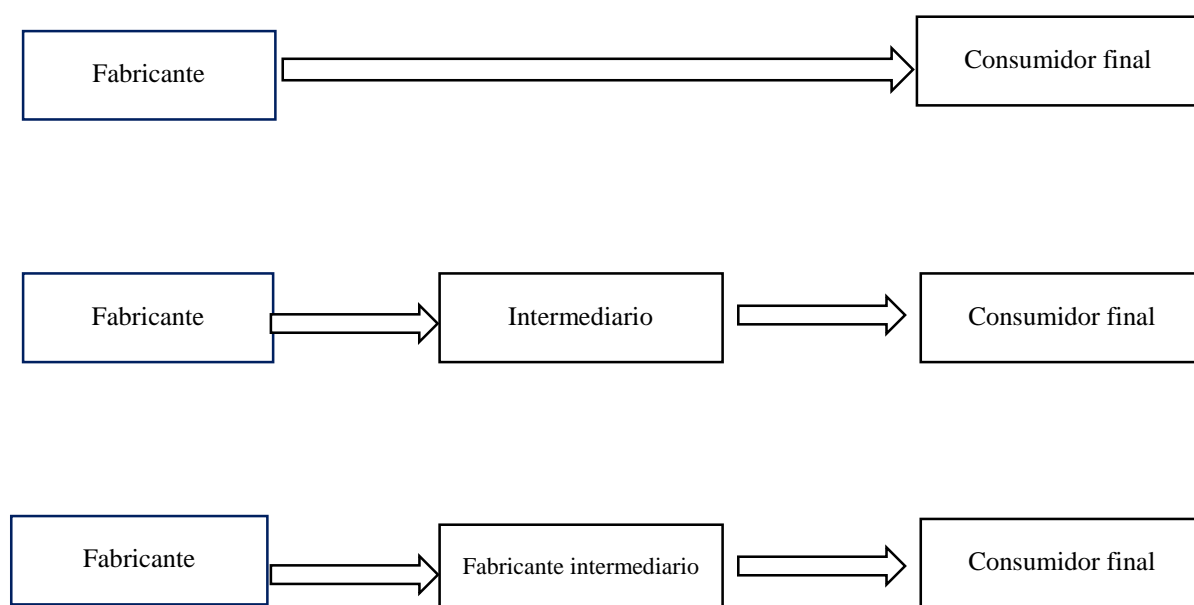 Fabricante
Consumidor final
Fabricante
Intermediario
Consumidor final
Fabricante
Fabricante intermediario
Consumidor final